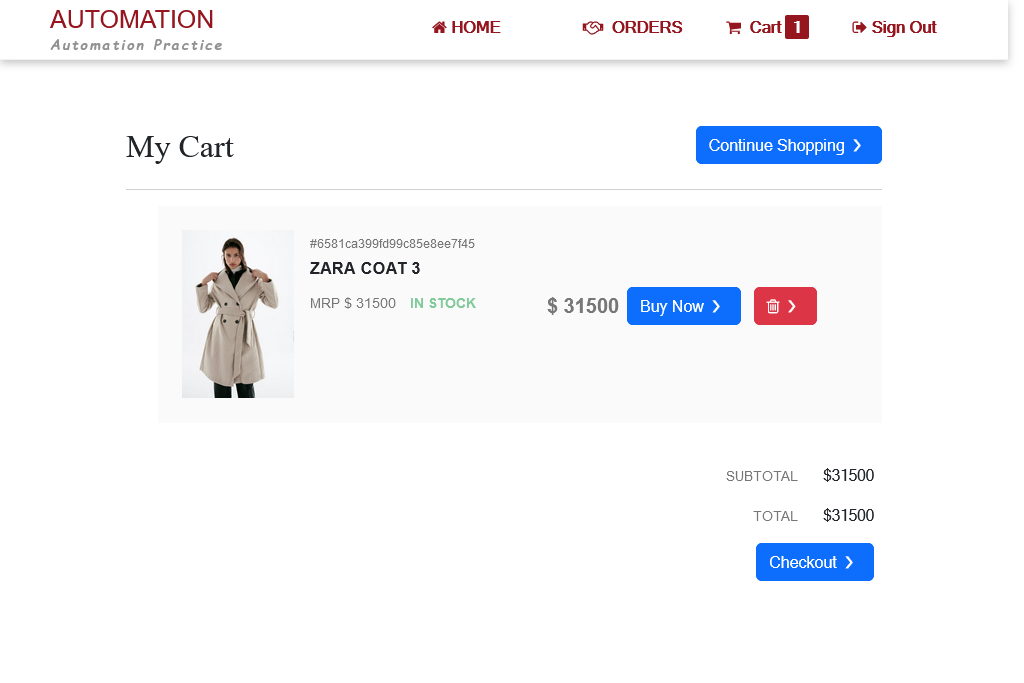 AUTOMATION
Automation Practice
HOME
ORDERS
Cart 1
Sign Out
My Cart
Continue Shopping ❯
#6581ca399fd99c85e8ee7f45
ZARA COAT 3
MRP $ 31500 IN STOCK
$ 31500
Buy Now ❯
❯
SUBTOTAL $31500
TOTAL $31500
Checkout ❯